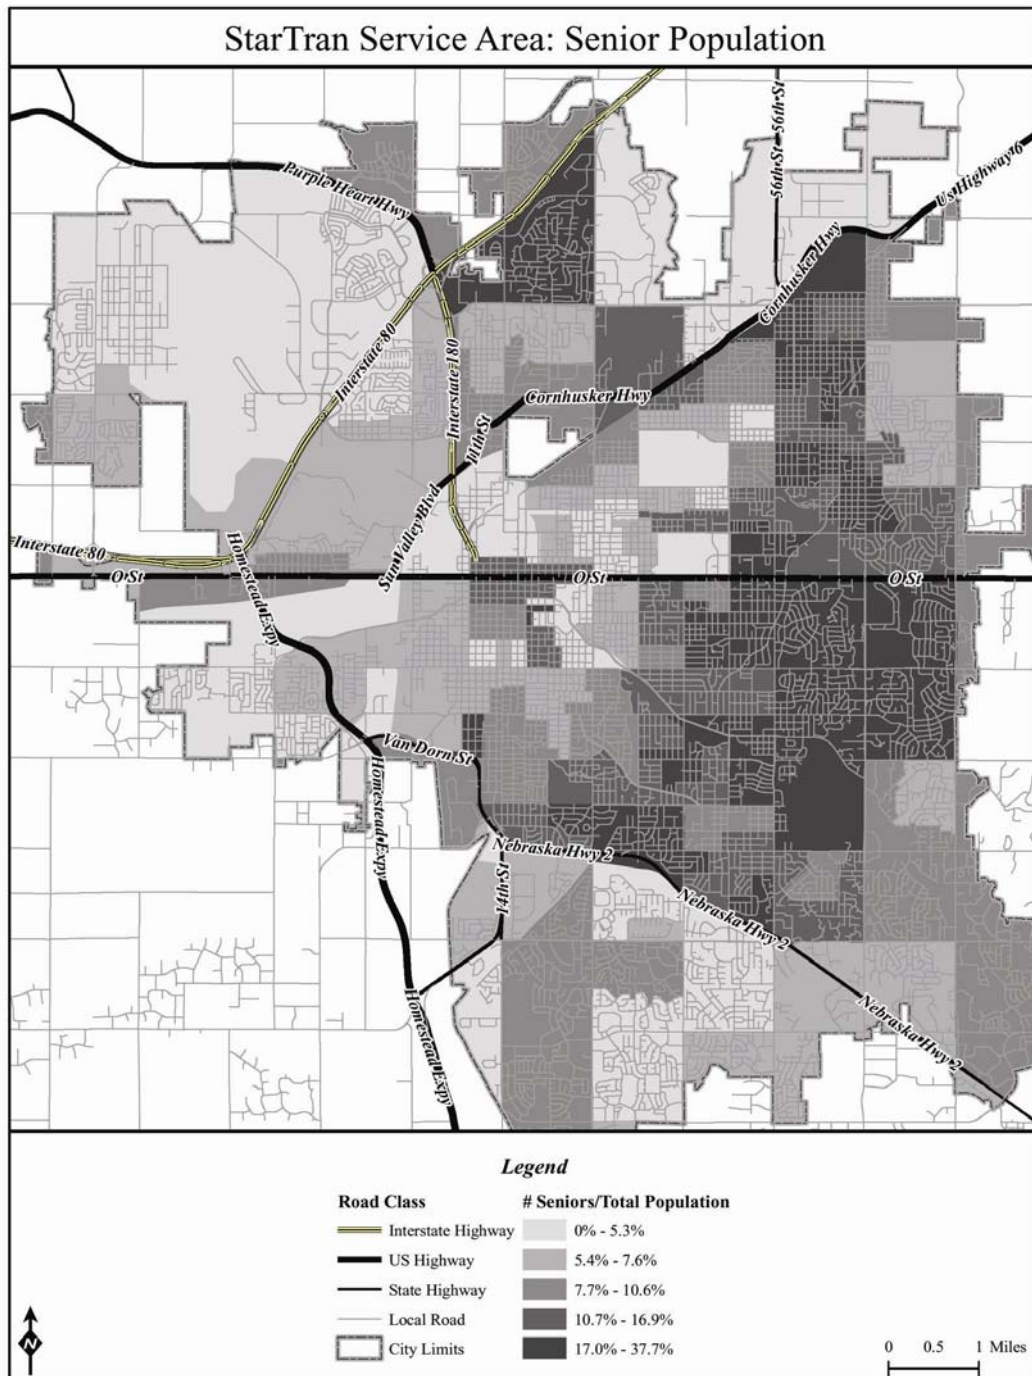 StarTran Service Area: Senior Population
56th St
56th St
Us Highway 6
Purple Heart Hwy
Cornhusker Hwy
Interstate 80
Interstate 180
Cornhusker Hwy
14th St
Sun Valley Blvd
Interstate 80
Homestead Expy
O St
O St
O St
Van Dorn St
Homestead Expy
Nebraska Hwy 2
14th St
Nebraska Hwy 2
Homestead Expy
Nebraska Hwy 2
Legend
Road Class
# Seniors/Total Population
Interstate Highway
0% - 5.3%
US Highway
5.4% - 7.6%
State Highway
7.7% - 10.6%
Local Road
10.7% - 16.9%
City Limits
17.0% - 37.7%
N
0 0.5 1 Miles